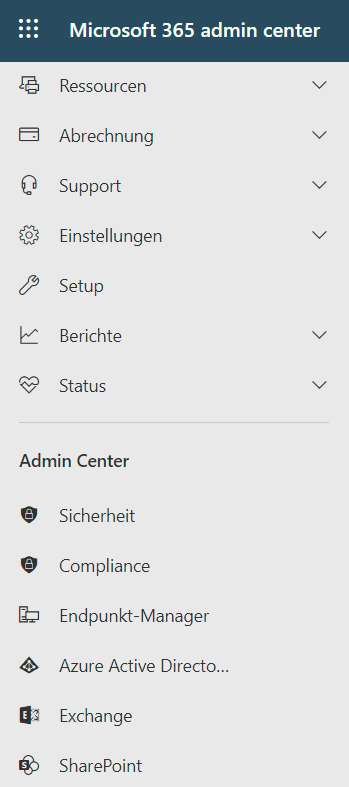 Microsoft 365 admin center
Ressourcen
Abrechnung
Support
Einstellungen
Setup
Berichte
Status
Admin Center
Sicherheit
Compliance
Endpunkt-Manager
Azure Active Directo...
Exchange
SharePoint